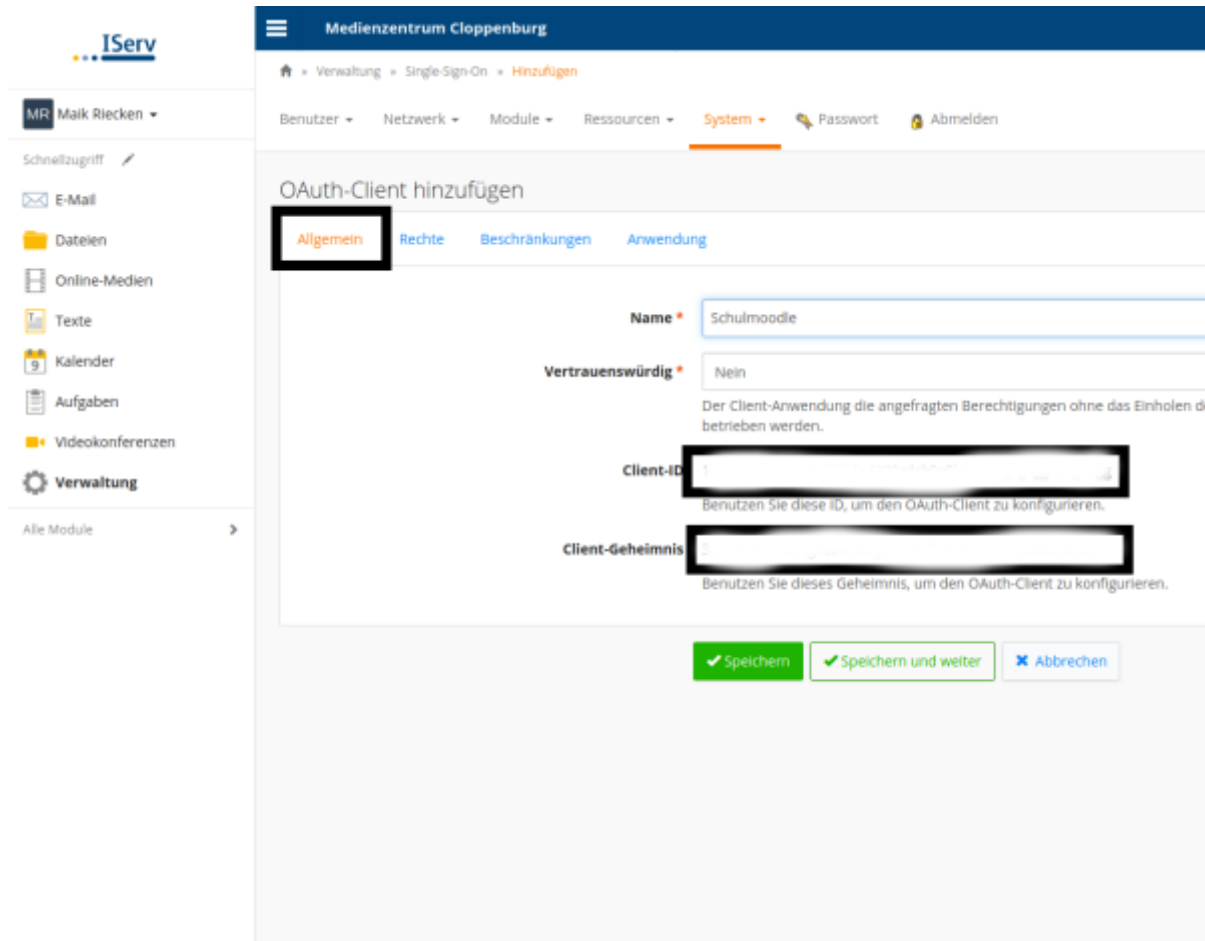 IServ
Medienzentrum Cloppenburg
» Verwaltung » Single-Sign-On » Hinzufügen
MR Maik Riecken
Benutzer Netzwerk Module Ressourcen System Passwort Abmelden
Schnellzugriff
E-Mail
Dateien
Online-Medien
Texte
9 Kalender
Aufgaben
Videokonferenzen
Verwaltung
Alle Module
OAuth-Client hinzufügen
Allgemein Rechte Beschränkungen Anwendung
Name * Schulmoodle
Vertrauenswürdig * Nein
Der Client-Anwendung die angefragten Berechtigungen ohne das Einholen
betrieben werden.
Client-ID
Benutzen Sie diese ID, um den OAuth-Client zu konfigurieren.
Client-Geheimnis
Benutzen Sie dieses Geheimnis, um den OAuth-Client zu konfigurieren.
Speichern Speichern und weiter Abbrechen